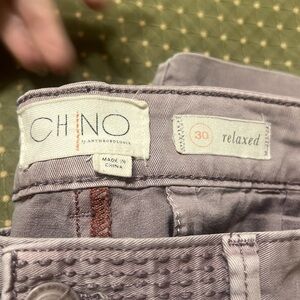 CHINO
by ANTHROPOLOGIE
MADE IN
CHINA
30
relaxed